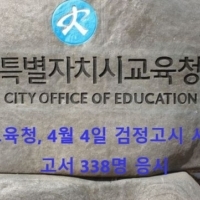 특별자치시교육청
CITY OFFICE OF EDUCATION
교육청, 4월 4일 검정고시
고서 338명 응시